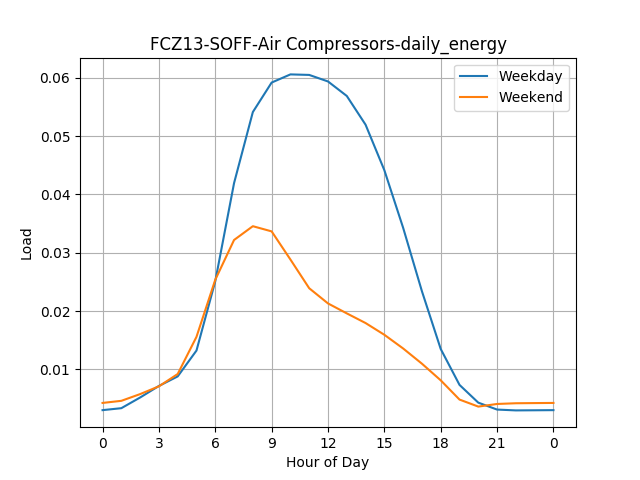 FCZ13-SOFF-Air Compressors-daily_energy
Weekday
Weekend
0.06
0.05
0.04
0.03
0.02
0.01
Load
0 3 6 9 12 15 18 21 0
Hour of Day